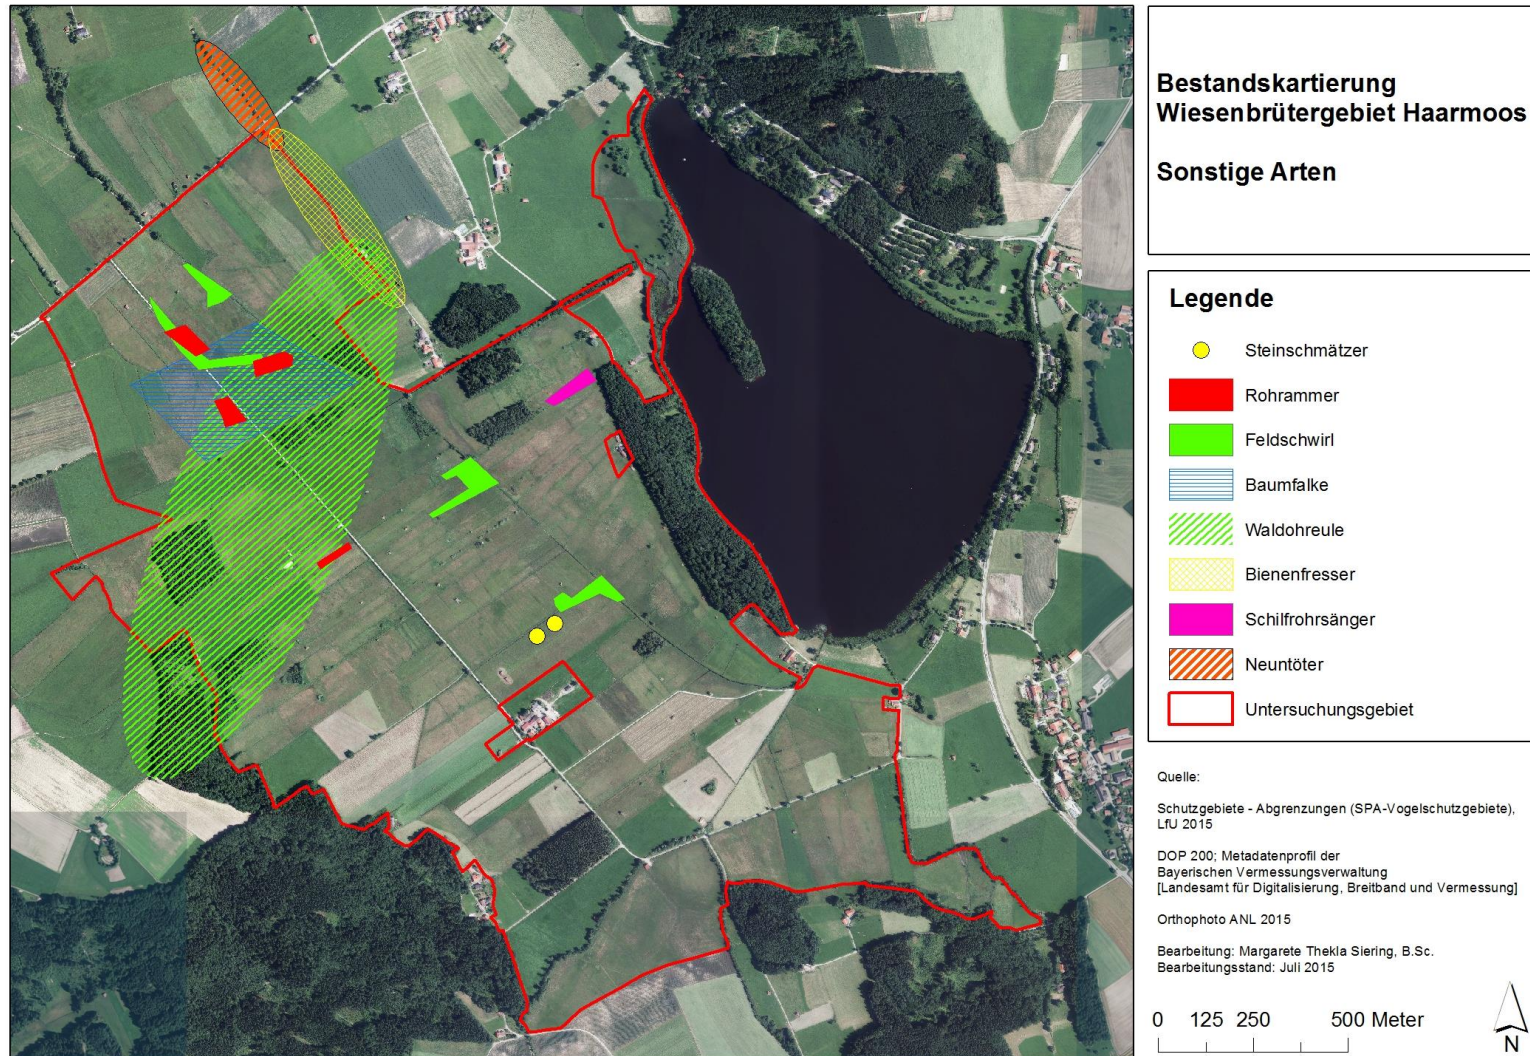 Bestandskartierung
Wiesenbrütergebiet Haarmoos
Sonstige Arten
Legende
Steinschmätzer
Rohrammer
Feldschwirl
Baumfalke
Waldohreule
Bienenfresser
Schilfrohrsänger
Neuntöter
Untersuchungsgebiet
Quelle:
Schutzgebiete - Abgrenzungen (SPA-Vogelschutzgebiete),
LfU 2015
DOP 200; Metadatenprofil der
Bayerischen Vermessungsverwaltung
[Landesamt für Digitalisierung, Breitband und Vermessung]
Orthophoto ANL 2015
Bearbeitung: Margarete Thekla Siering, B.Sc.
Bearbeitungsstand: Juli 2015
0 125 250 500 Meter
N